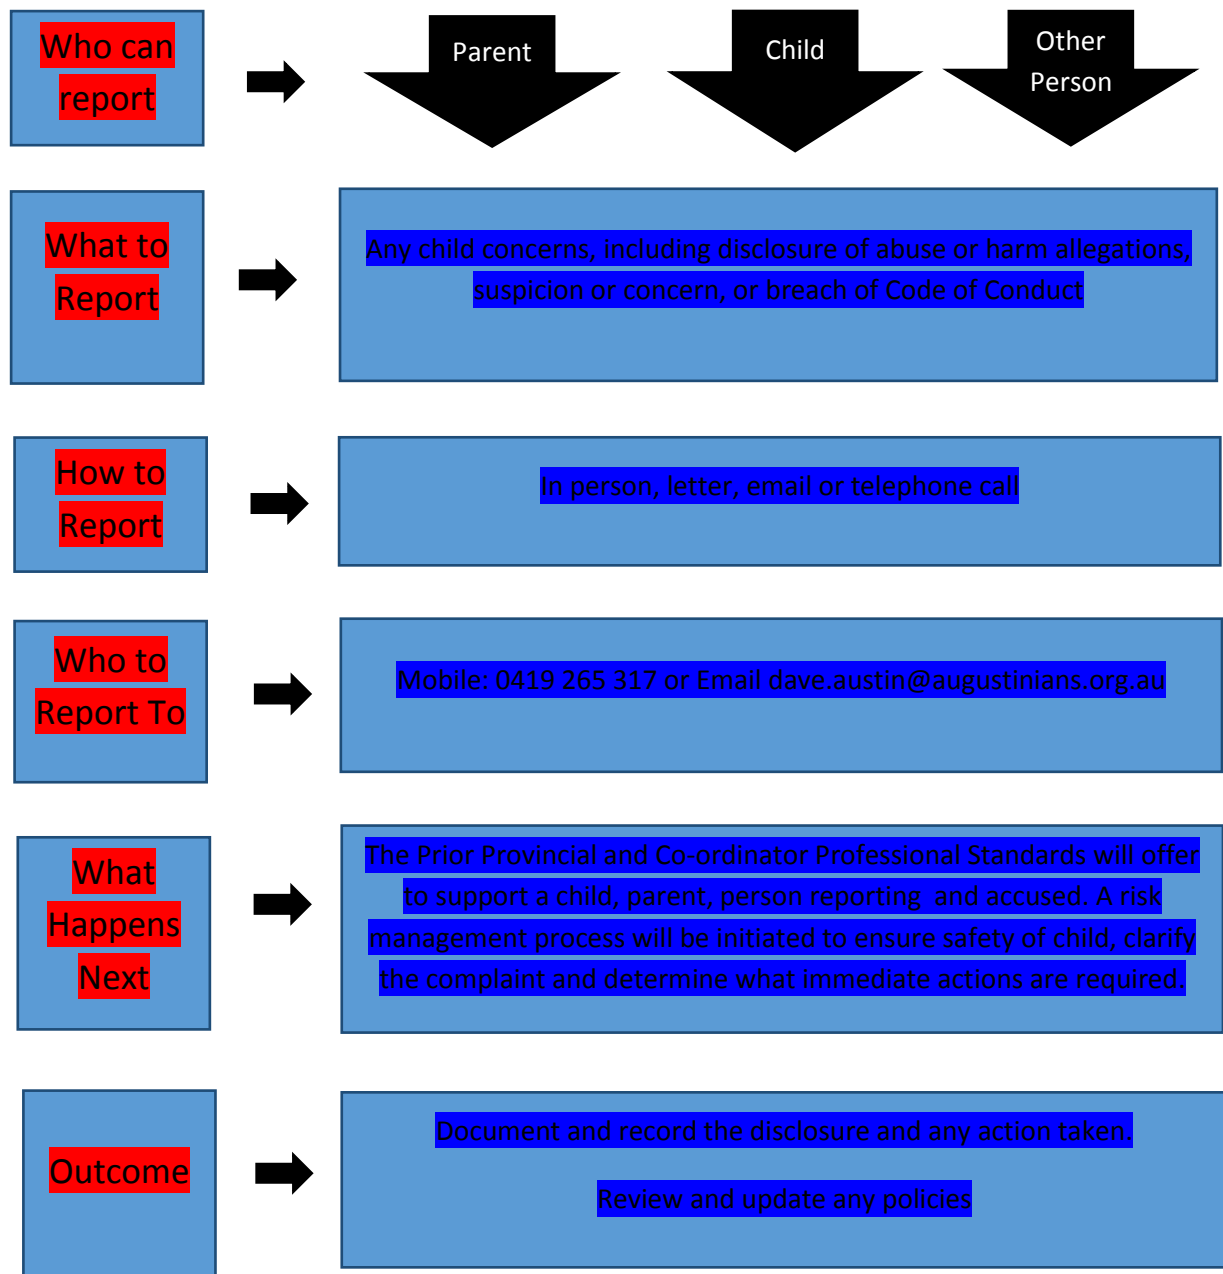 Who can
report
Parent
Child
Other
Person
What to
Report
Any child concerns, including disclosure of abuse or harm allegations,
suspicion or concern, or breach of Code of Conduct
How to
Report
In person, letter, email or telephone call
Who to
Report To
Mobile: 0419 265 317 or Email dave.austin@augustinians.org.au
What
Happens
Next
The Prior Provincial and Co-ordinator Professional Standards will offer
to support a child, parent, person reporting  and accused. A risk
management process will be initiated to ensure safety of child, clarify
the complaint and determine what immediate actions are required.
Outcome
Document and record the disclosure and any action taken.
Review and update any policies